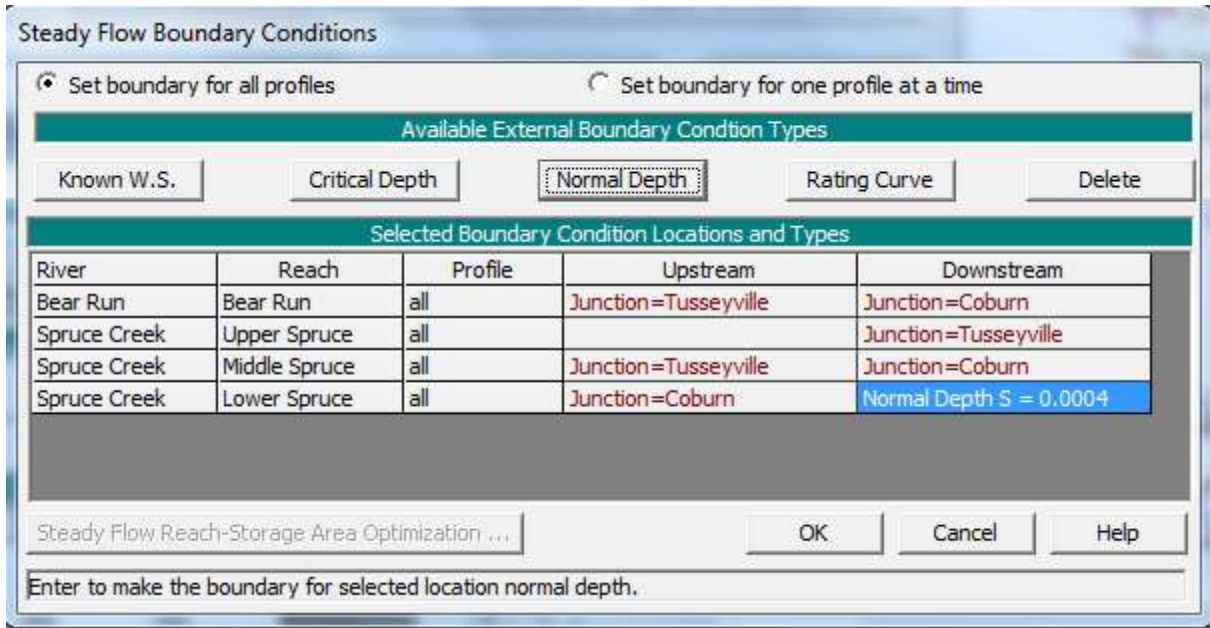 Steady Flow Boundary Conditions
Set boundary for all profiles Set boundary for one profile at a time
Available External Boundary Condtion Types
Known W.S. Critical Depth Normal Depth Rating Curve Delete
Selected Boundary Condition Locations and Types
River Reach Profile Upstream Downstream
Bear Run Bear Run all Junction=Tusseyville Junction=Coburn
Spruce Creek Upper Spruce all Junction=Tusseyville
Spruce Creek Middle Spruce all Junction=Tusseyville Junction=Coburn
Spruce Creek Lower Spruce all Junction=Coburn Normal Depth S = 0.0004
Steady Flow Reach-Storage Area Optimization ... OK Cancel Help
Enter to make the boundary for selected location normal depth.